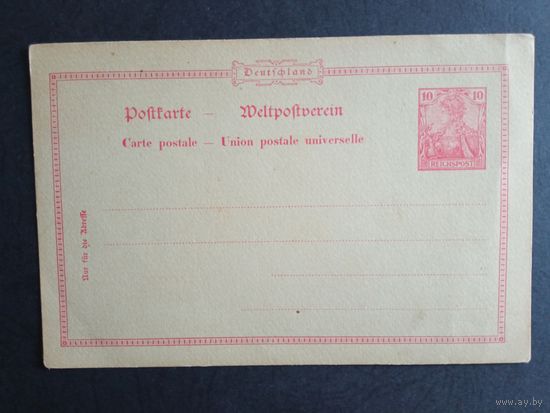 Deutschland
10 10
Postkarte – Weltpostverein
Carte postale – Union postale universelle
REICHSPOST
Nur für die Adresse
www.ay.by